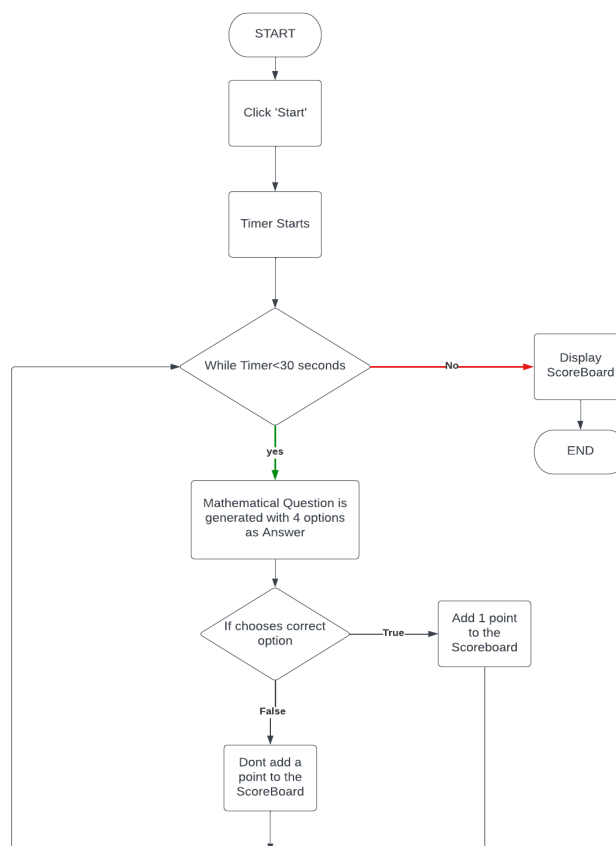 START
Click 'Start'
Timer Starts
While Timer<30 seconds
No
Display
ScoreBoard
END
yes
Mathematical Question is
generated with 4 options
as Answer
If chooses correct
option
True
Add 1 point
to the
Scoreboard
False
Dont add a
point to the
ScoreBoard